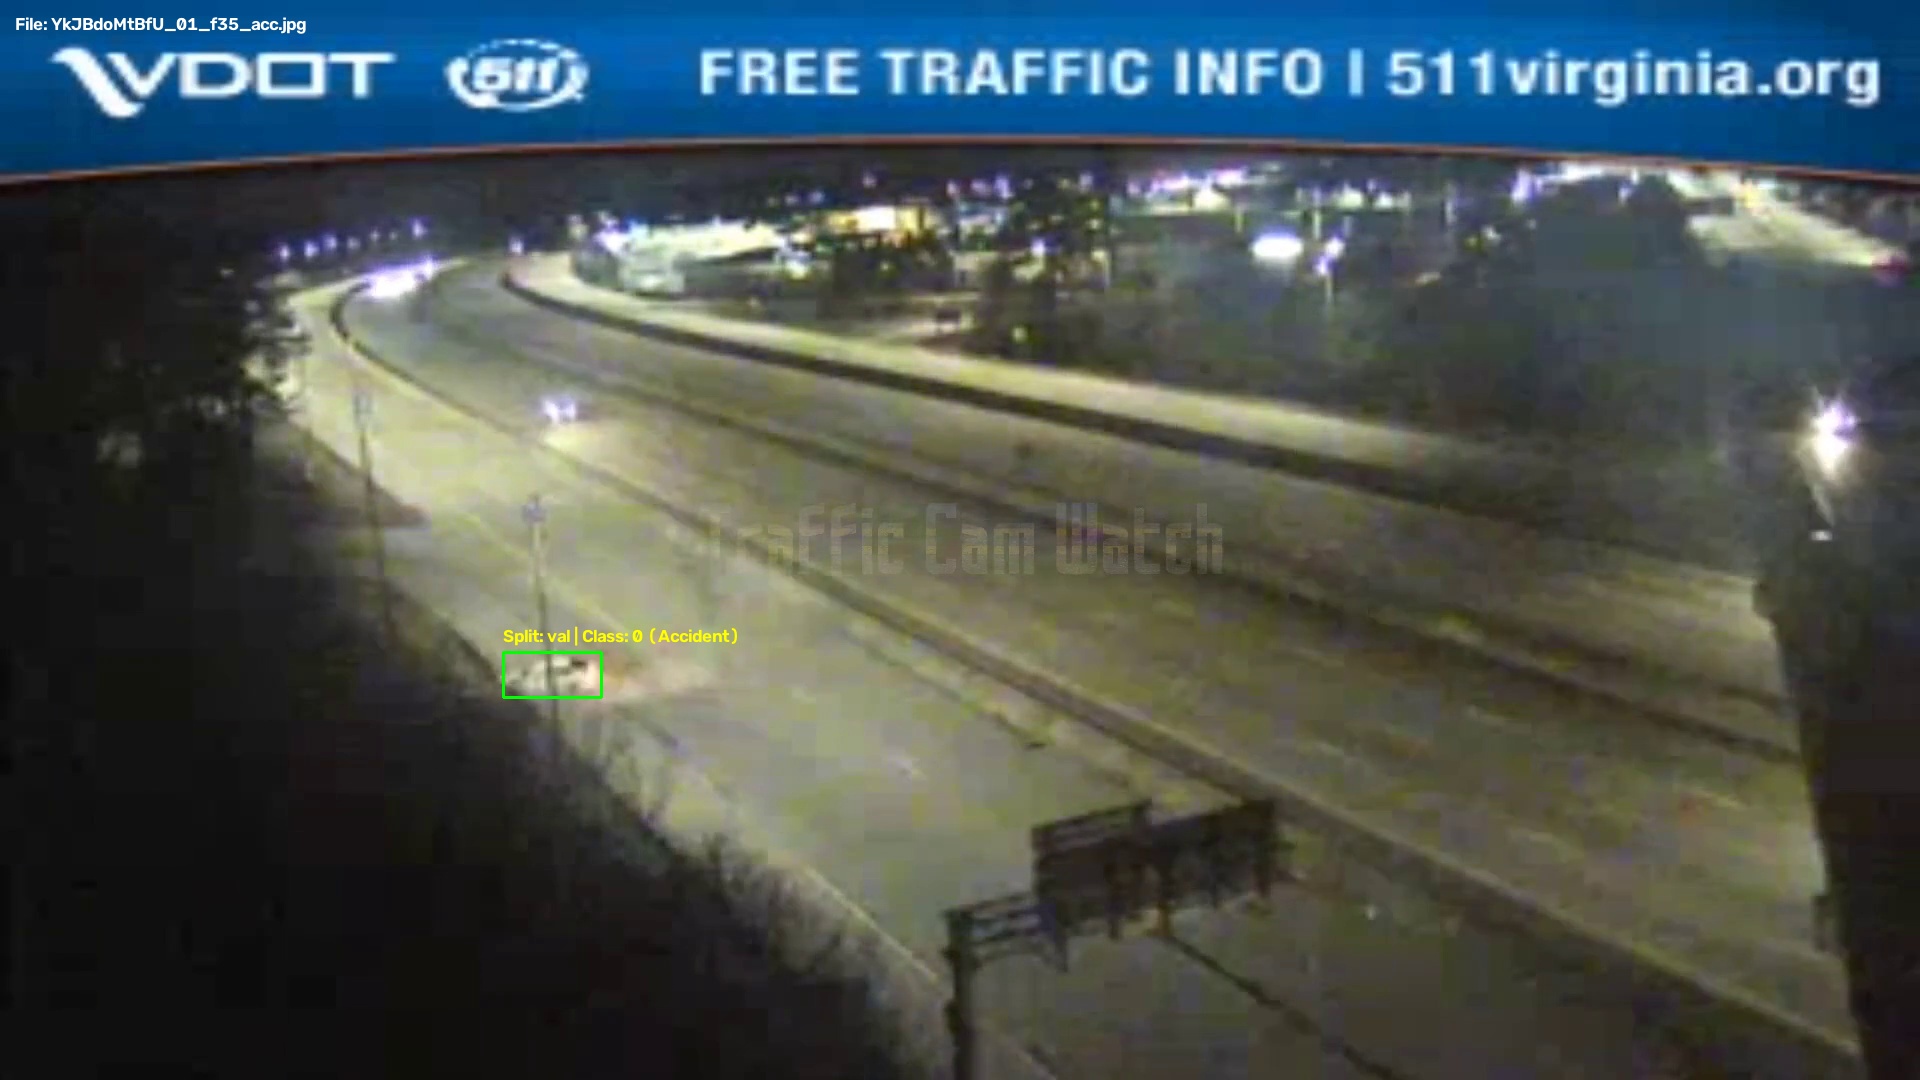 File: YkJBdoMtBfU_01_f35_acc.jpg
VDOT 511 FREE TRAFFIC INFO | 511virginia.org
Traffic Cam Watch
Split: val | Class: 0 (Accident)